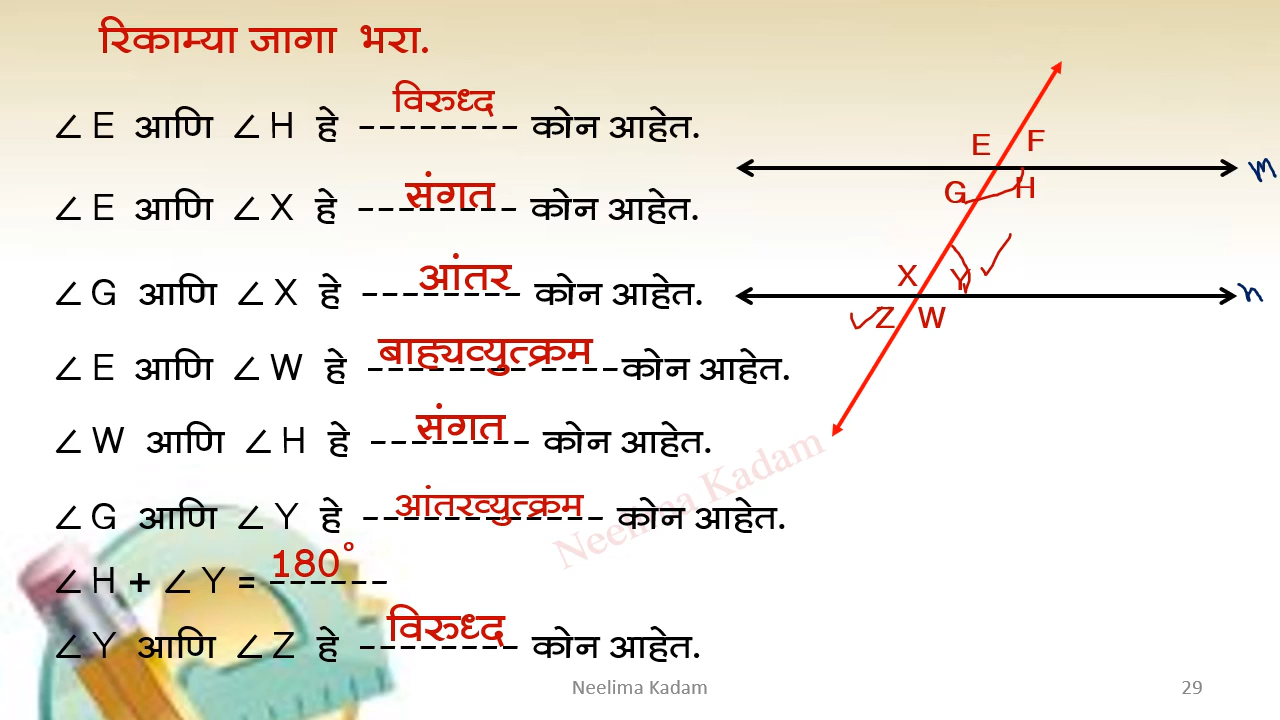 रिकाम्या जागा भरा.
∠E आणि ∠H हे --विरुध्द-- कोन आहेत.
∠E आणि ∠X हे --संगत-- कोन आहेत.
∠G आणि ∠X हे --आंतर-- कोन आहेत.
∠E आणि ∠W हे --बाह्यव्युत्क्रम-- कोन आहेत.
∠W आणि ∠H हे --संगत-- कोन आहेत.
∠G आणि ∠Y हे --आंतरव्युत्क्रम-- कोन आहेत.
∠H + ∠Y = 180°
∠Y आणि ∠Z हे --विरुध्द-- कोन आहेत.
E F
m
G H
X Y
n
Z W
Neelima Kadam
Neelima Kadam 29